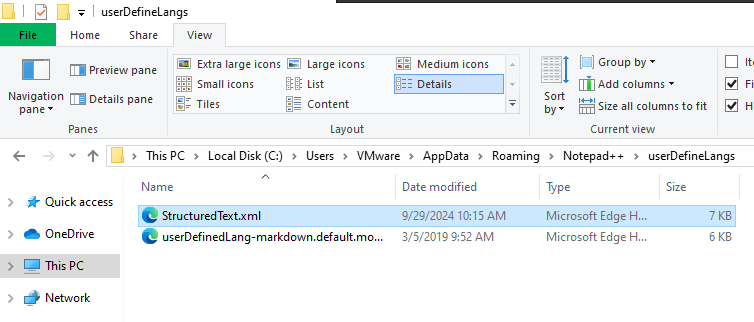 userDefineLangs
File Home Share View
Navigation pane
Preview pane
Details pane
Panes
Extra large icons Large icons Medium icons
Small icons List Details
Tiles Content
Layout
Sort by
Group by
Add columns
Size all columns to fit
Current view
Ite
Fi
H
This PC > Local Disk (C:) > Users > VMware > AppData > Roaming > Notepad++ > userDefineLangs
Quick access
OneDrive
This PC
Network
Name Date modified Type Size
StructuredText.xml 9/29/2024 10:15 AM Microsoft Edge H... 7 KB
userDefinedLang-markdown.default.mo... 3/5/2019 9:52 AM Microsoft Edge H... 6 KB